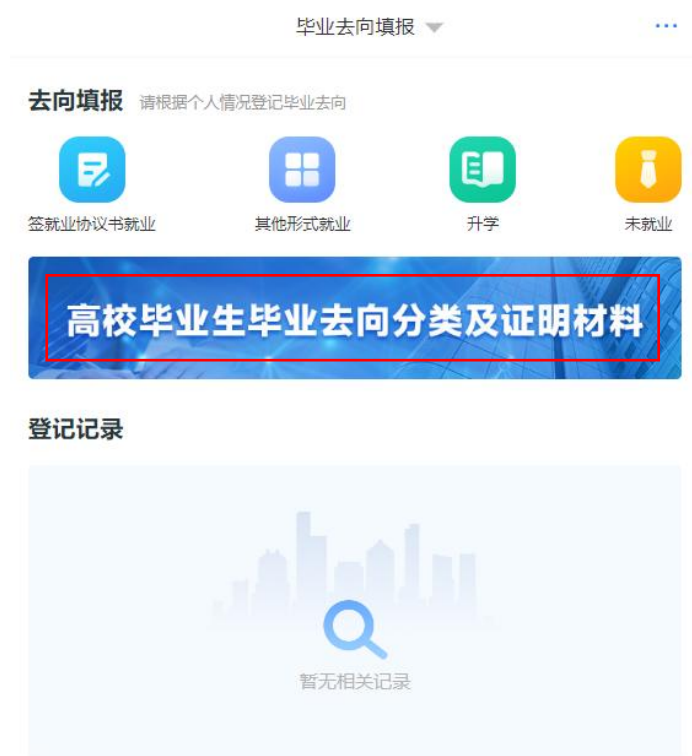 毕业去向填报
去向填报 请根据个人情况登记毕业去向
签就业协议书就业 其他形式就业 升学 未就业
高校毕业生毕业去向分类及证明材料
登记记录
暂无相关记录